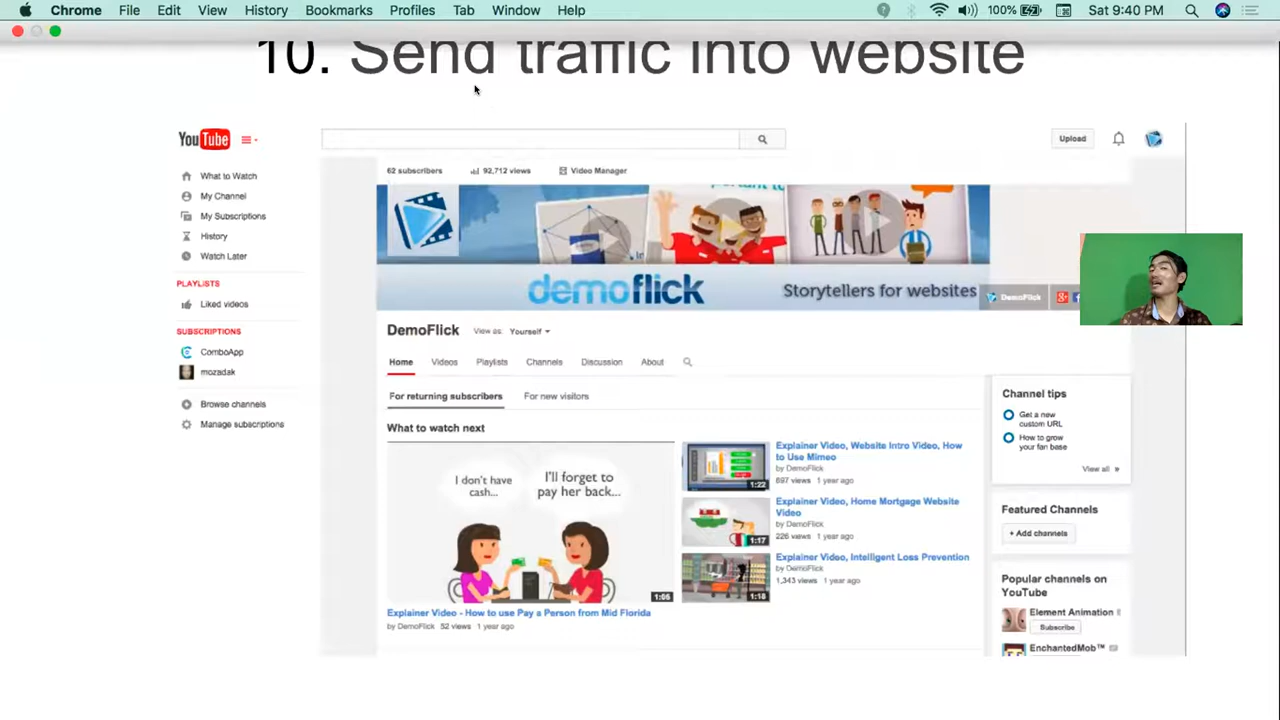 Chrome File Edit View History Bookmarks Profiles Tab Window Help 100% Sat 9:40 PM
10. Send traffic into website
YouTube
Upload
What to Watch
My Channel
My Subscriptions
History
Watch Later
PLAYLISTS
Liked videos
SUBSCRIPTIONS
ComboApp
mozadak
Browse channels
Manage subscriptions
62 subscribers 92,712 views Video Manager
demoflick Storytellers for websites
DemoFlick
DemoFlick View as: Yourself
Home Videos Playlists Channels Discussion About
For returning subscribers For new visitors
What to watch next
I don't have
cash...
I'll forget to
pay her back...
1:05
Explainer Video - How to use Pay a Person from Mid Florida
by DemoFlick 52 views 1 year ago
1:22
Explainer Video, Website Intro Video, How
to Use Mimeo
by DemoFlick
697 views 1 year ago
1:17
Explainer Video, Home Mortgage Website
Video
by DemoFlick
226 views 1 year ago
1:18
Explainer Video, Intelligent Loss Prevention
by DemoFlick
1,343 views 1 year ago
Channel tips
Get a new
custom URL
How to grow
your fan base
View all »
Featured Channels
+ Add channels
Popular channels on
YouTube
Element Animation
Subscribe
EnchantedMob™